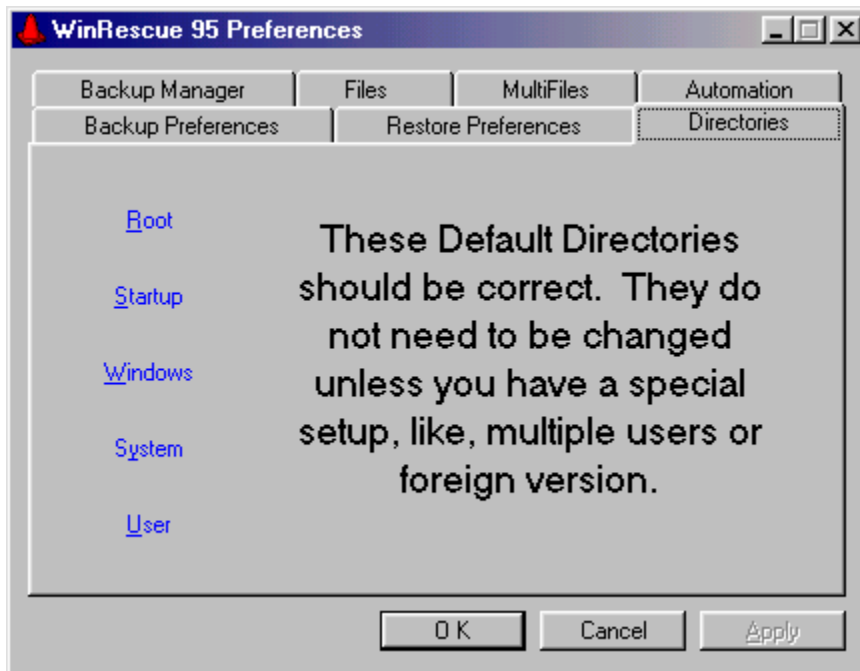 WinRescue 95 Preferences
Backup Manager Files MultiFiles Automation
Backup Preferences Restore Preferences Directories
Root
Startup
Windows
System
User
These Default Directories
should be correct.  They do
not need to be changed
unless you have a special
setup, like, multiple users or
foreign version.
O K Cancel Apply